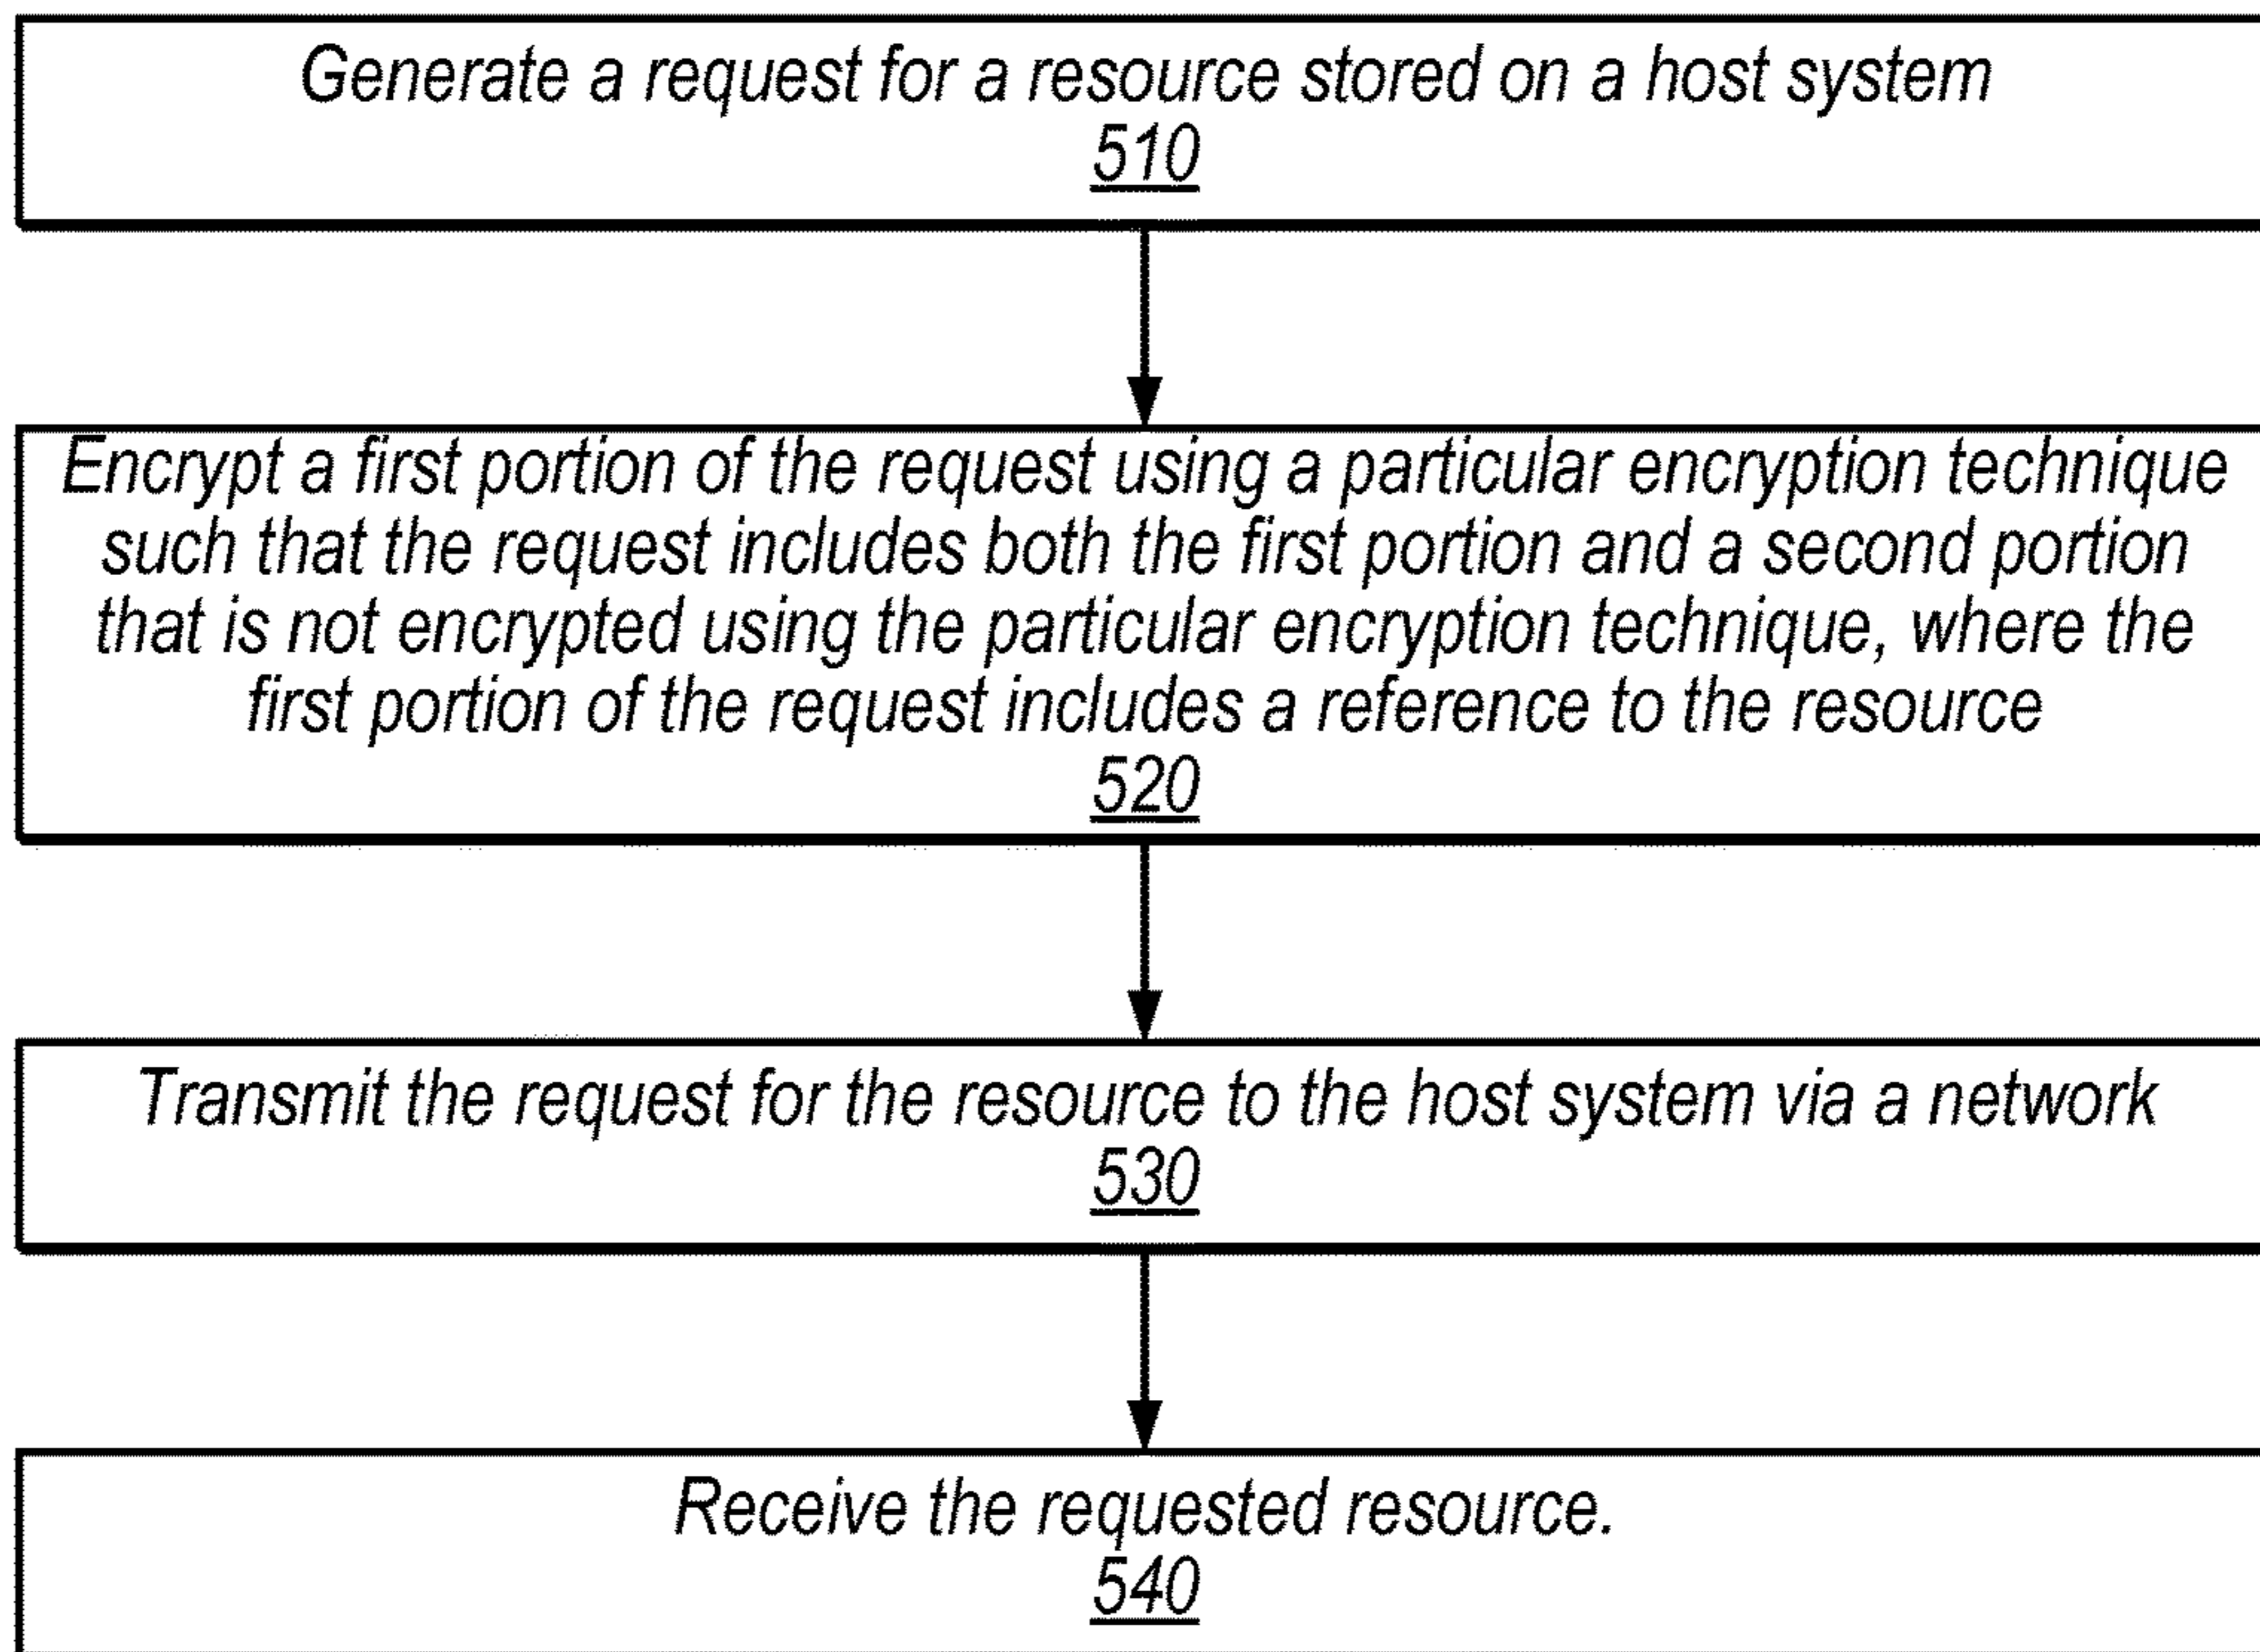 Generate a request for a resource stored on a host system
510
Encrypt a first portion of the request using a particular encryption technique
such that the request includes both the first portion and a second portion
that is not encrypted using the particular encryption technique, where the
first portion of the request includes a reference to the resource
520
Transmit the request for the resource to the host system via a network
530
Receive the requested resource.
540